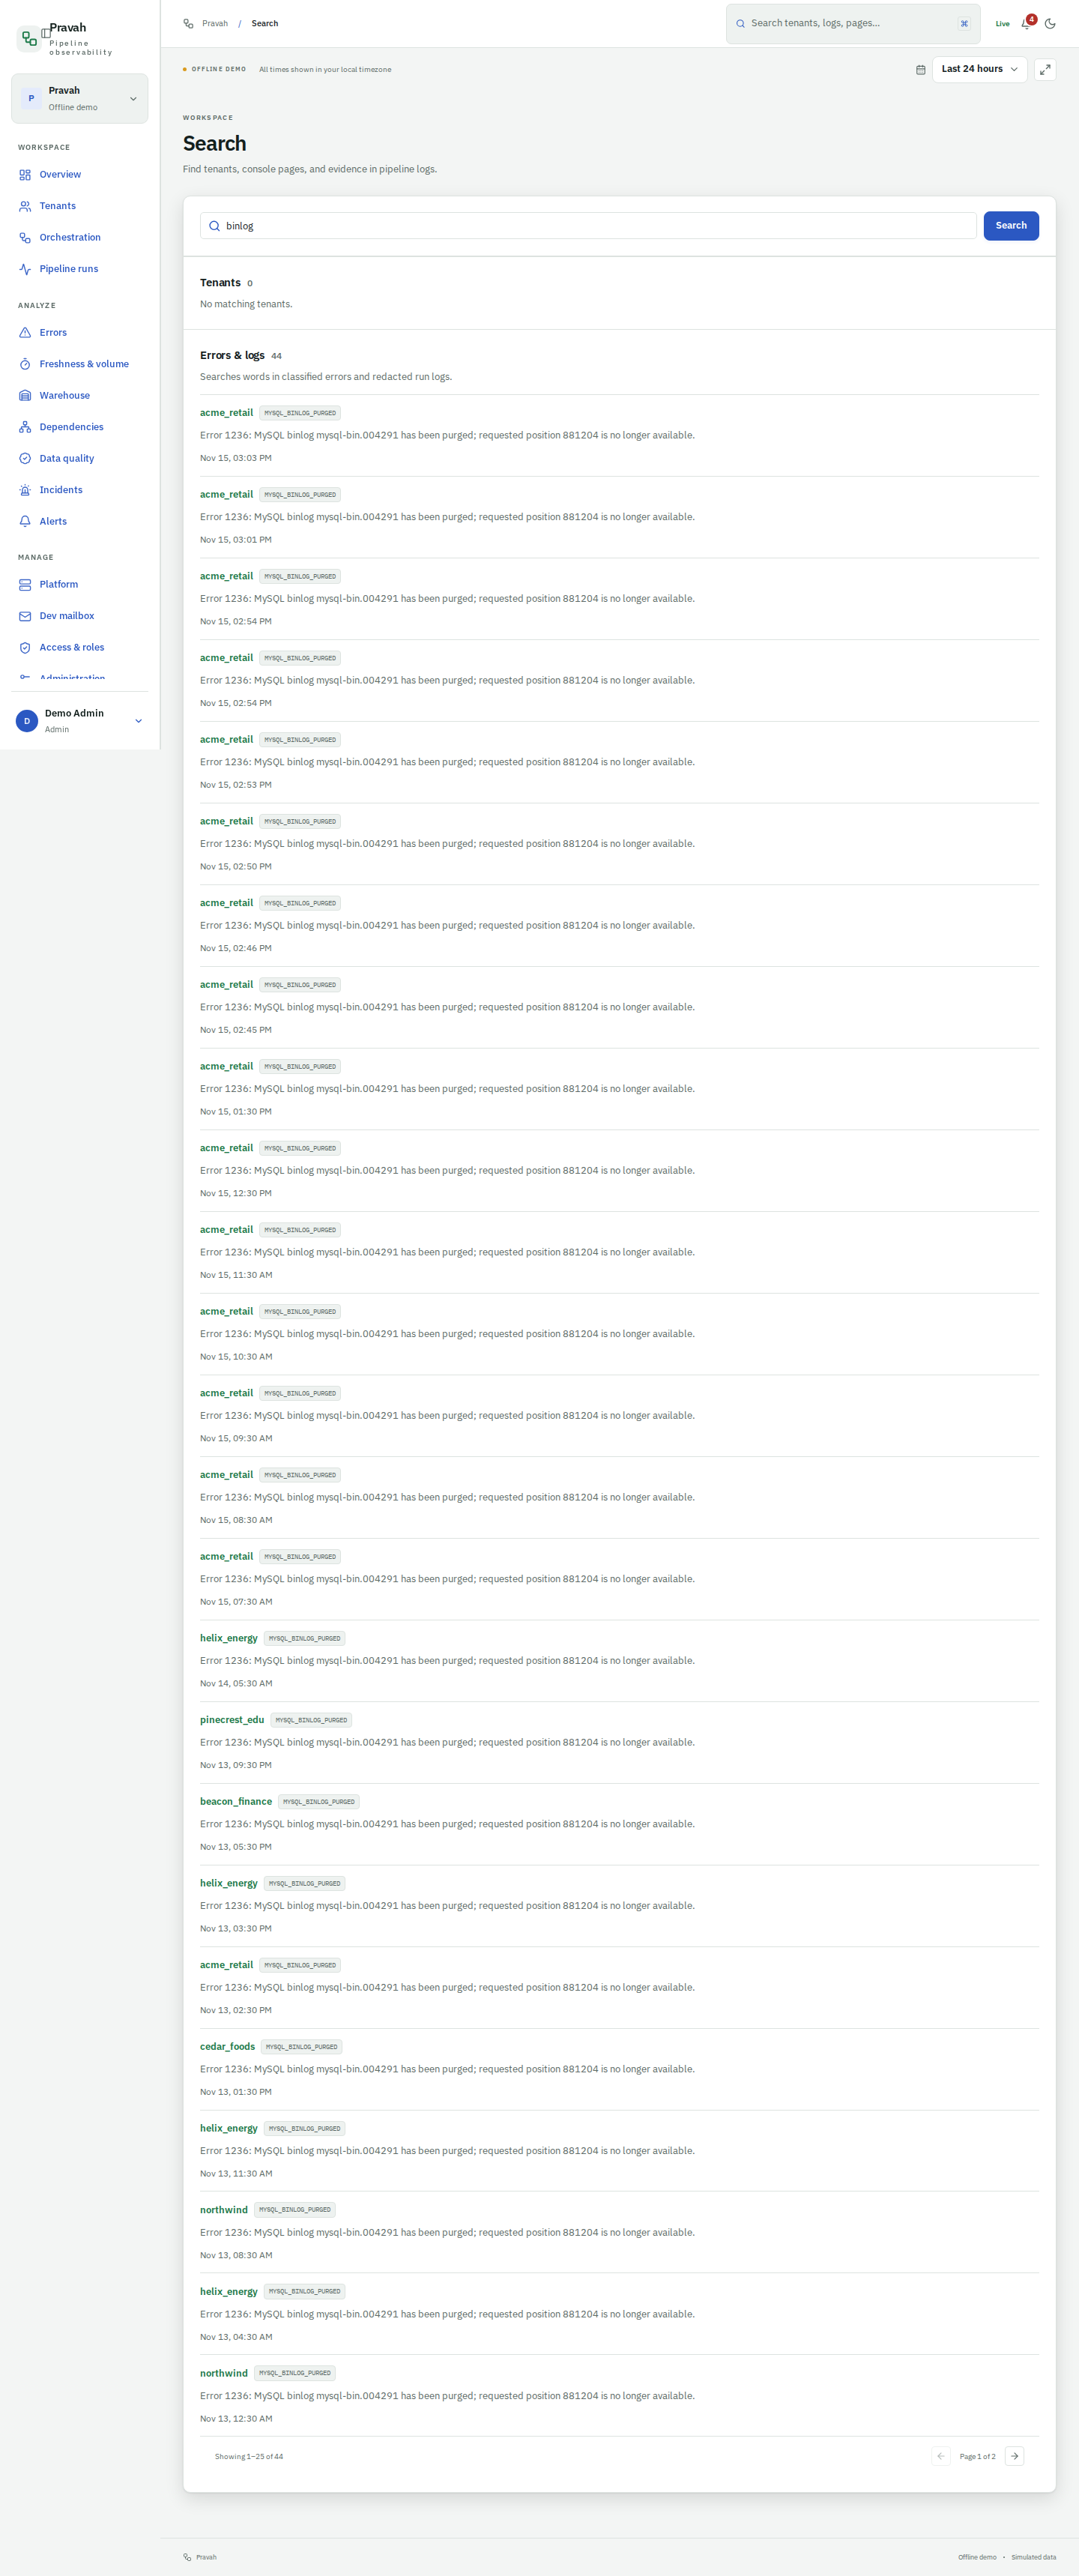 Pravah
Pipeline
observability
P
Pravah
Offline demo
WORKSPACE
Overview
Tenants
Orchestration
Pipeline runs
ANALYZE
Errors
Freshness & volume
Warehouse
Dependencies
Data quality
Incidents
Alerts
MANAGE
Platform
Dev mailbox
Access & roles
Administration
D
Demo Admin
Admin
Pravah / Search
Search tenants, logs, pages...
⌘
Live
4
OFFLINE DEMO All times shown in your local timezone
Last 24 hours
WORKSPACE
Search
Find tenants, console pages, and evidence in pipeline logs.
binlog
Search
Tenants 0
No matching tenants.
Errors & logs 44
Searches words in classified errors and redacted run logs.
acme_retail MYSQL_BINLOG_PURGED
Error 1236: MySQL binlog mysql-bin.004291 has been purged; requested position 881204 is no longer available.
Nov 15, 03:03 PM
acme_retail MYSQL_BINLOG_PURGED
Error 1236: MySQL binlog mysql-bin.004291 has been purged; requested position 881204 is no longer available.
Nov 15, 03:01 PM
acme_retail MYSQL_BINLOG_PURGED
Error 1236: MySQL binlog mysql-bin.004291 has been purged; requested position 881204 is no longer available.
Nov 15, 02:54 PM
acme_retail MYSQL_BINLOG_PURGED
Error 1236: MySQL binlog mysql-bin.004291 has been purged; requested position 881204 is no longer available.
Nov 15, 02:54 PM
acme_retail MYSQL_BINLOG_PURGED
Error 1236: MySQL binlog mysql-bin.004291 has been purged; requested position 881204 is no longer available.
Nov 15, 02:53 PM
acme_retail MYSQL_BINLOG_PURGED
Error 1236: MySQL binlog mysql-bin.004291 has been purged; requested position 881204 is no longer available.
Nov 15, 02:50 PM
acme_retail MYSQL_BINLOG_PURGED
Error 1236: MySQL binlog mysql-bin.004291 has been purged; requested position 881204 is no longer available.
Nov 15, 02:46 PM
acme_retail MYSQL_BINLOG_PURGED
Error 1236: MySQL binlog mysql-bin.004291 has been purged; requested position 881204 is no longer available.
Nov 15, 02:45 PM
acme_retail MYSQL_BINLOG_PURGED
Error 1236: MySQL binlog mysql-bin.004291 has been purged; requested position 881204 is no longer available.
Nov 15, 01:30 PM
acme_retail MYSQL_BINLOG_PURGED
Error 1236: MySQL binlog mysql-bin.004291 has been purged; requested position 881204 is no longer available.
Nov 15, 12:30 PM
acme_retail MYSQL_BINLOG_PURGED
Error 1236: MySQL binlog mysql-bin.004291 has been purged; requested position 881204 is no longer available.
Nov 15, 11:30 AM
acme_retail MYSQL_BINLOG_PURGED
Error 1236: MySQL binlog mysql-bin.004291 has been purged; requested position 881204 is no longer available.
Nov 15, 10:30 AM
acme_retail MYSQL_BINLOG_PURGED
Error 1236: MySQL binlog mysql-bin.004291 has been purged; requested position 881204 is no longer available.
Nov 15, 09:30 AM
acme_retail MYSQL_BINLOG_PURGED
Error 1236: MySQL binlog mysql-bin.004291 has been purged; requested position 881204 is no longer available.
Nov 15, 08:30 AM
acme_retail MYSQL_BINLOG_PURGED
Error 1236: MySQL binlog mysql-bin.004291 has been purged; requested position 881204 is no longer available.
Nov 15, 07:30 AM
helix_energy MYSQL_BINLOG_PURGED
Error 1236: MySQL binlog mysql-bin.004291 has been purged; requested position 881204 is no longer available.
Nov 14, 05:30 AM
pinecrest_edu MYSQL_BINLOG_PURGED
Error 1236: MySQL binlog mysql-bin.004291 has been purged; requested position 881204 is no longer available.
Nov 13, 09:30 PM
beacon_finance MYSQL_BINLOG_PURGED
Error 1236: MySQL binlog mysql-bin.004291 has been purged; requested position 881204 is no longer available.
Nov 13, 05:30 PM
helix_energy MYSQL_BINLOG_PURGED
Error 1236: MySQL binlog mysql-bin.004291 has been purged; requested position 881204 is no longer available.
Nov 13, 03:30 PM
acme_retail MYSQL_BINLOG_PURGED
Error 1236: MySQL binlog mysql-bin.004291 has been purged; requested position 881204 is no longer available.
Nov 13, 02:30 PM
cedar_foods MYSQL_BINLOG_PURGED
Error 1236: MySQL binlog mysql-bin.004291 has been purged; requested position 881204 is no longer available.
Nov 13, 01:30 PM
helix_energy MYSQL_BINLOG_PURGED
Error 1236: MySQL binlog mysql-bin.004291 has been purged; requested position 881204 is no longer available.
Nov 13, 11:30 AM
northwind MYSQL_BINLOG_PURGED
Error 1236: MySQL binlog mysql-bin.004291 has been purged; requested position 881204 is no longer available.
Nov 13, 08:30 AM
helix_energy MYSQL_BINLOG_PURGED
Error 1236: MySQL binlog mysql-bin.004291 has been purged; requested position 881204 is no longer available.
Nov 13, 04:30 AM
northwind MYSQL_BINLOG_PURGED
Error 1236: MySQL binlog mysql-bin.004291 has been purged; requested position 881204 is no longer available.
Nov 13, 12:30 AM
Showing 1–25 of 44
Page 1 of 2
Pravah
Offline demo • Simulated data